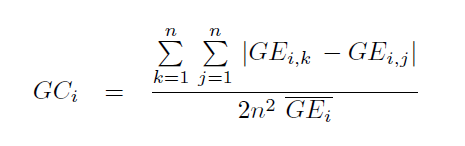 $$GC_i = \frac{\sum_{k=1}^{n} \sum_{j=1}^{n} |GE_{i,k} - GE_{i,j}|}{2n^2 \, \overline{GE_i}}$$